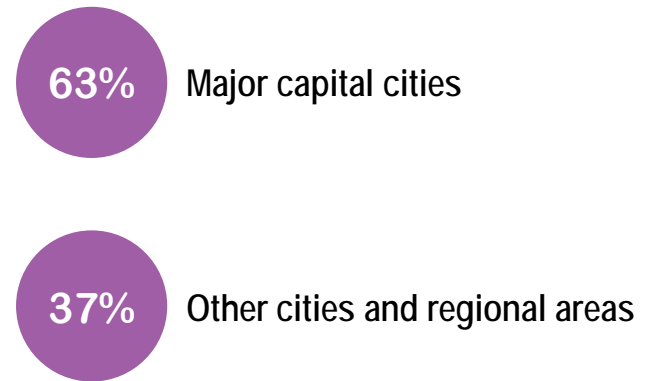 63% Major capital cities
37% Other cities and regional areas